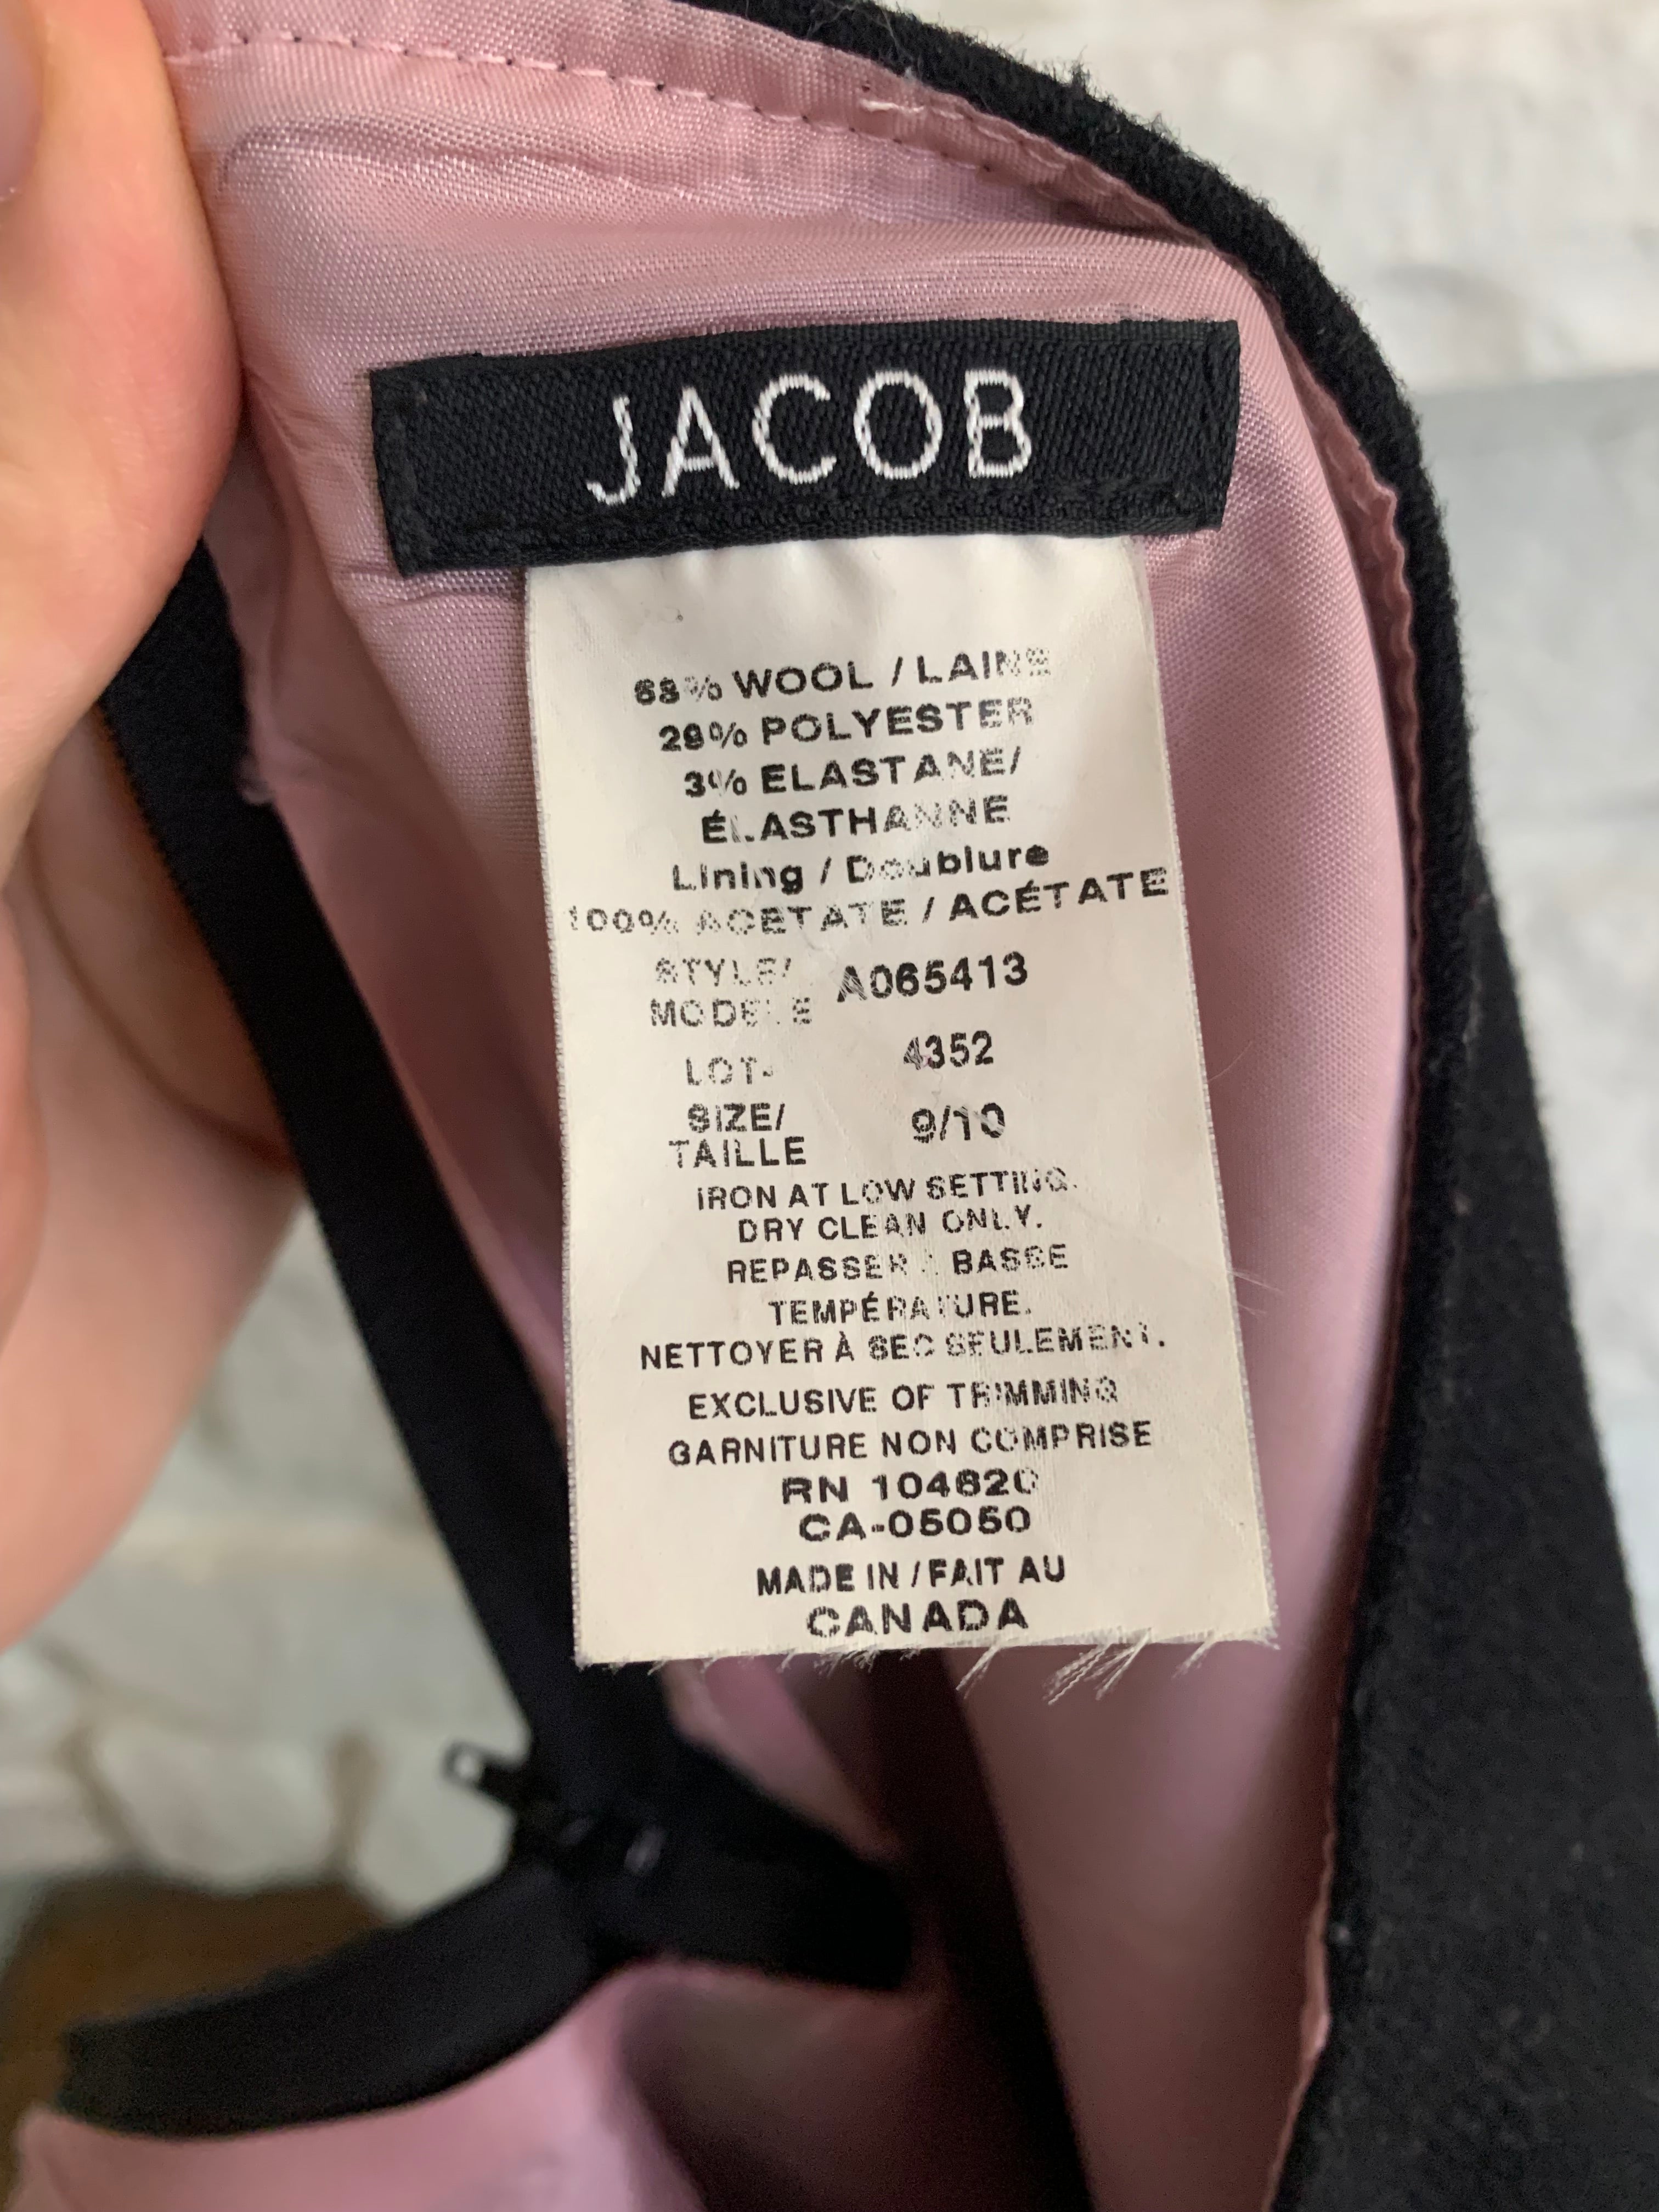 JACOB
68% WOOL / LAINE
29% POLYESTER
3% ELASTANE/
ÉLASTHANNE
Lining / Doublure
100% ACETATE / ACÉTATE
STYLE/
MODELE A065413
LOT- 4352
SIZE/
TAILLE 9/10
IRON AT LOW SETTING.
DRY CLEAN ONLY.
REPASSER À BASSE
TEMPÉRATURE.
NETTOYER À SEC SEULEMENT.
EXCLUSIVE OF TRIMMING
GARNITURE NON COMPRISE
RN 104620
CA-05050
MADE IN / FAIT AU
CANADA